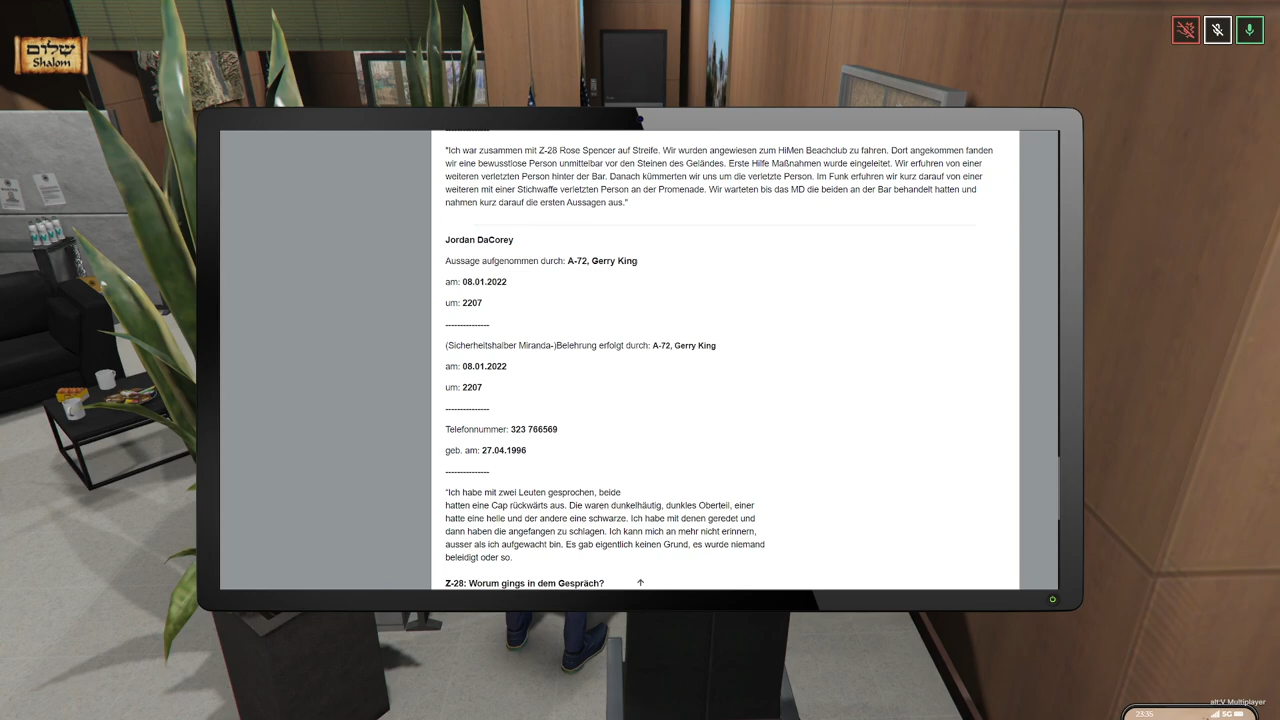 שלום
Shalom
---------------
"Ich war zusammen mit Z-28 Rose Spencer auf Streife. Wir wurden angewiesen zum HiMen Beachclub zu fahren. Dort angekommen fanden
wir eine bewusstlose Person unmittelbar vor den Steinen des Geländes. Erste Hilfe Maßnahmen wurde eingeleitet. Wir erfuhren von einer
weiteren verletzten Person hinter der Bar. Danach kümmerten wir uns um die verletzte Person. Im Funk erfuhren wir kurz darauf von einer
weiteren mit einer Stichwaffe verletzten Person an der Promenade. Wir warteten bis das MD die beiden an der Bar behandelt hatten und
nahmen kurz darauf die ersten Aussagen aus."
Jordan DaCorey
Aussage aufgenommen durch: A-72, Gerry King
am: 08.01.2022
um: 2207
---------------
(Sicherheitshalber Miranda-)Belehrung erfolgt durch: A-72, Gerry King
am: 08.01.2022
um: 2207
---------------
Telefonnummer: 323 766569
geb. am: 27.04.1996
---------------
"Ich habe mit zwei Leuten gesprochen, beide
hatten eine Cap rückwärts aus. Die waren dunkelhäutig, dunkles Oberteil, einer
hatte eine helle und der andere eine schwarze. Ich habe mit denen geredet und
dann haben die angefangen zu schlagen. Ich kann mich an mehr nicht erinnern,
ausser als ich aufgewacht bin. Es gab eigentlich keinen Grund, es wurde niemand
beleidigt oder so.
Z-28: Worum gings in dem Gespräch?
alt:V Multiplayer
23:35
5G